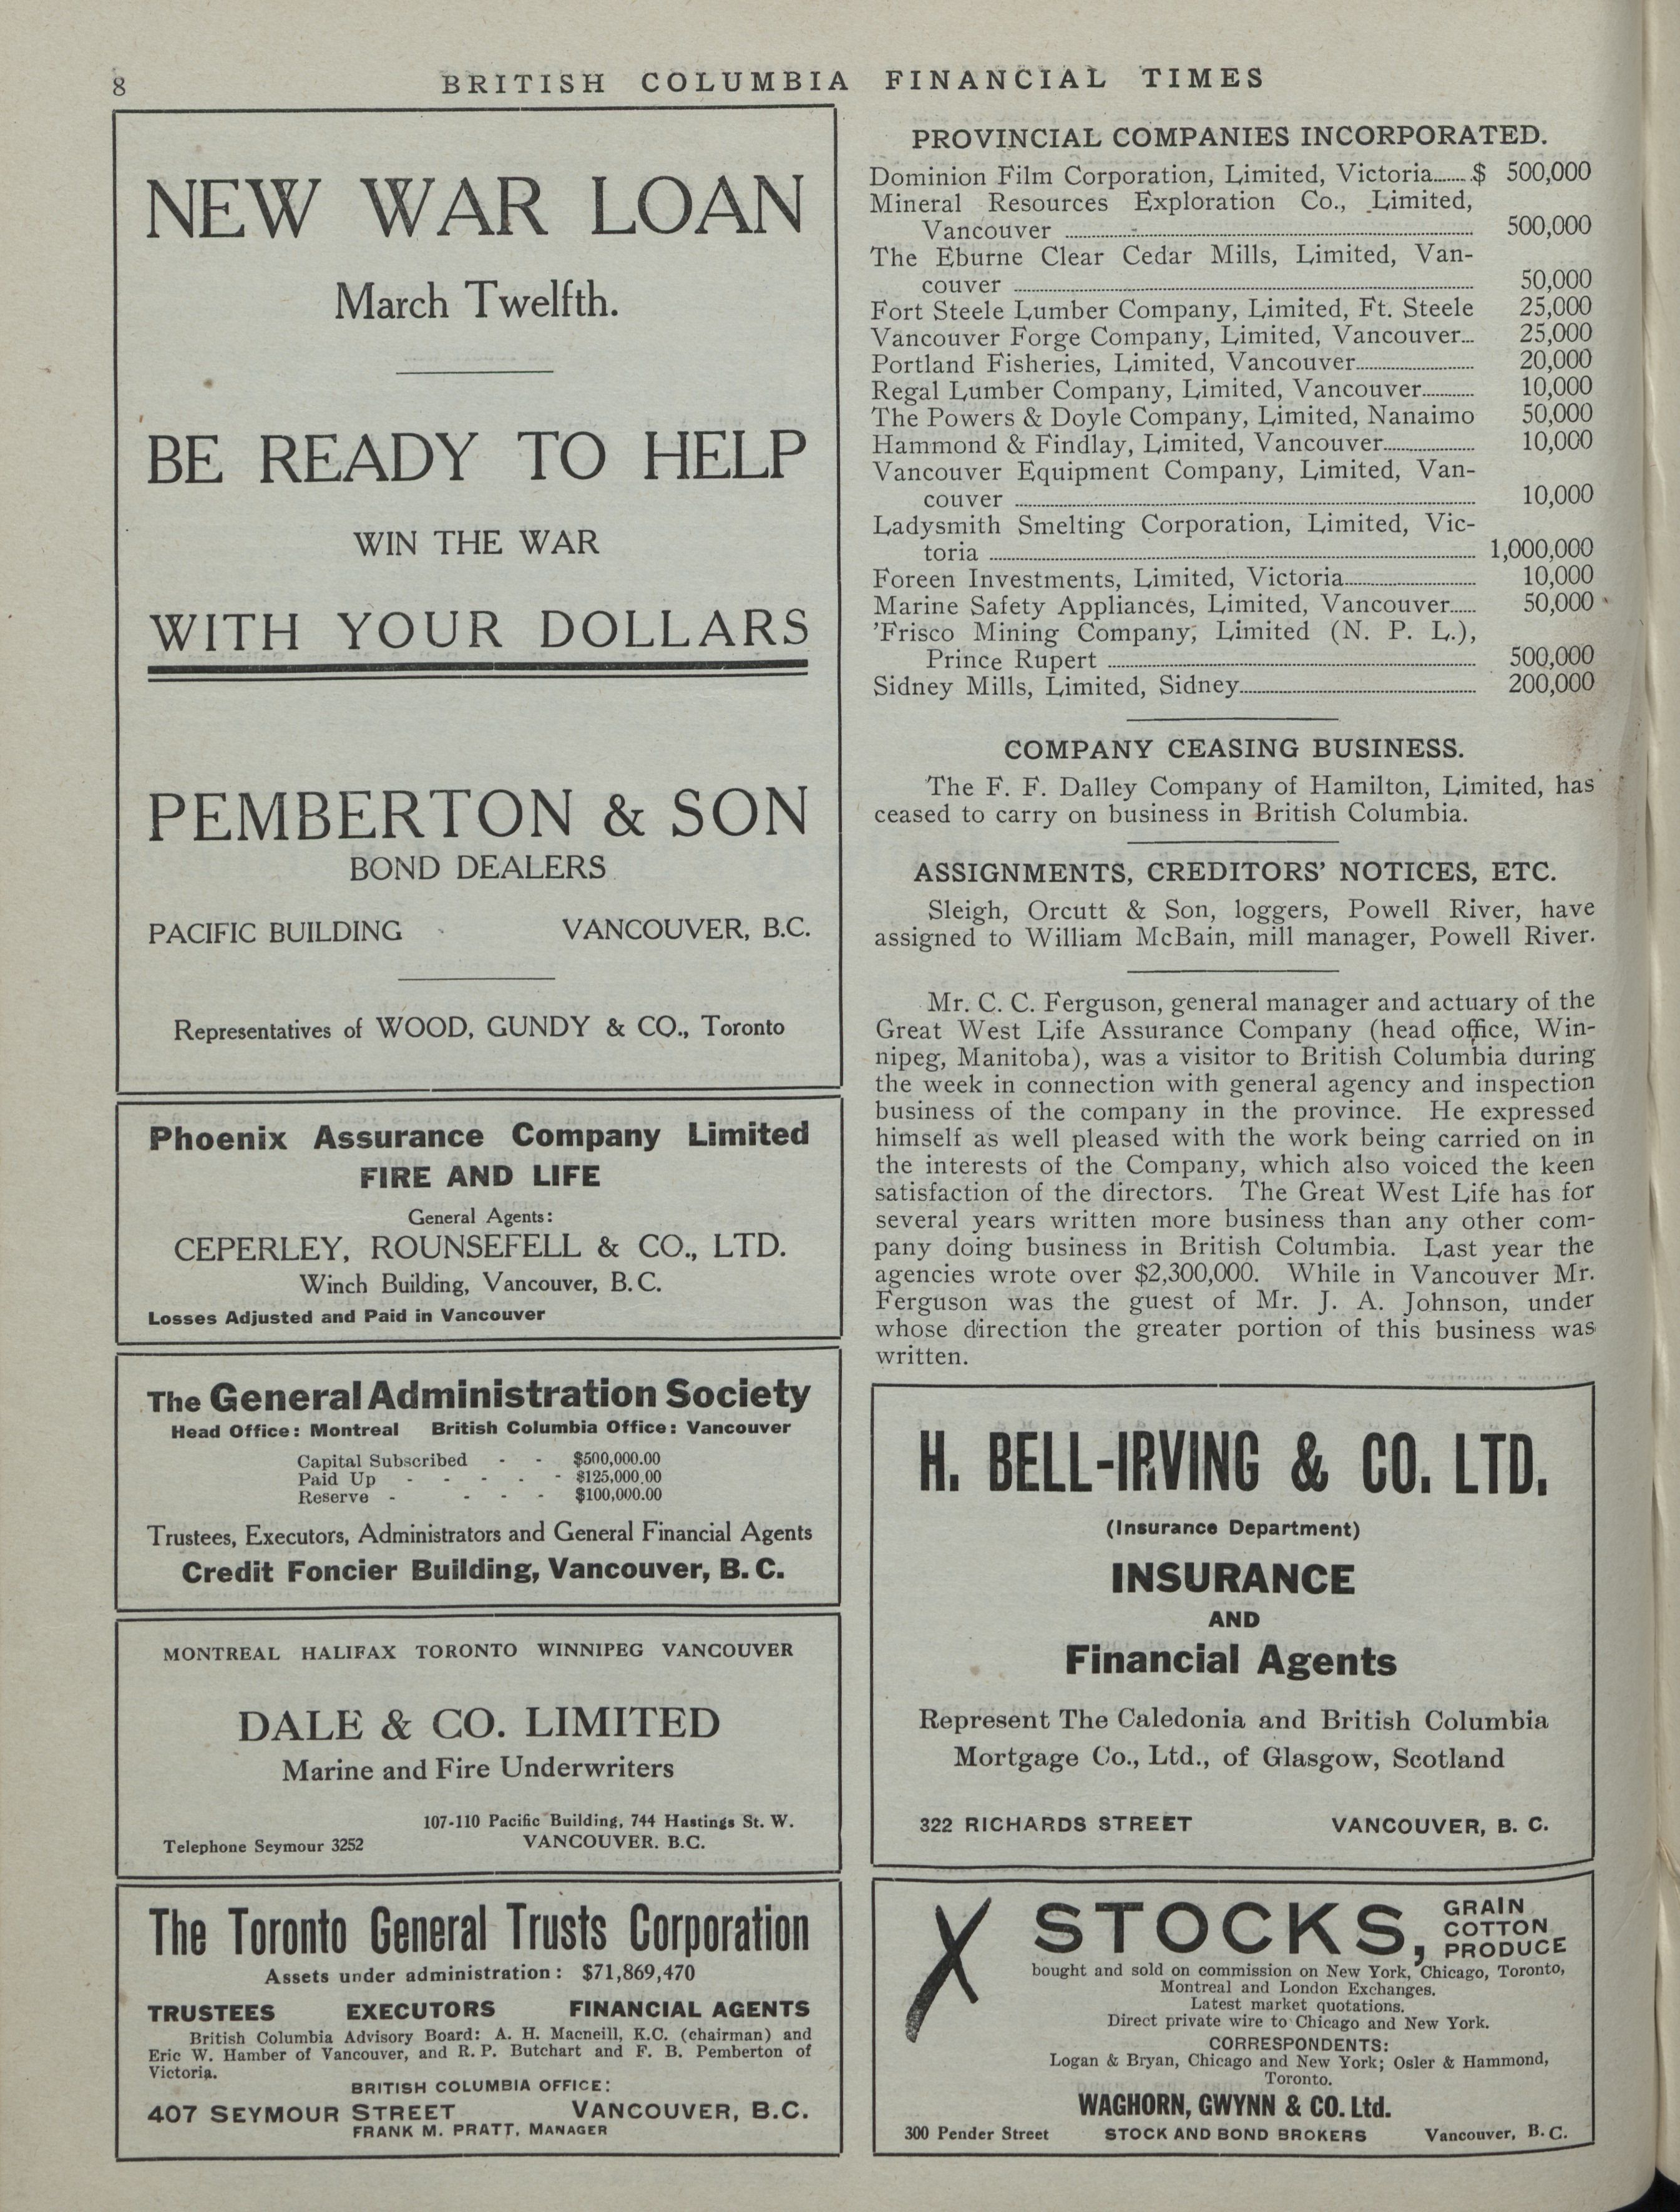 8
BRITISH COLUMBIA FINANCIAL TIMES
NEW WAR LOAN
March Twelfth.
BE READY TO HELP
WIN THE WAR
WITH YOUR DOLLARS
PEMBERTON & SON
BOND DEALERS
PACIFIC BUILDING VANCOUVER, B.C.
Representatives of WOOD, GUNDY & CO., Toronto
Phoenix Assurance Company Limited
FIRE AND LIFE
General Agents:
CEPERLEY, ROUNSEFELL & CO., LTD.
Winch Building, Vancouver, B.C.
Losses Adjusted and Paid in Vancouver
The General Administration Society
Head Office: Montreal British Columbia Office: Vancouver
Capital Subscribed - - $500,000.00
Paid Up - - - - - $125,000.00
Reserve - - - - $100,000.00
Trustees, Executors, Administrators and General Financial Agents
Credit Foncier Building, Vancouver, B.C.
MONTREAL HALIFAX TORONTO WINNIPEG VANCOUVER
DALE & CO. LIMITED
Marine and Fire Underwriters
107-110 Pacific Building, 744 Hastings St. W.
Telephone Seymour 3252 VANCOUVER. B.C.
The Toronto General Trusts Corporation
Assets under administration: $71,869,470
TRUSTEES EXECUTORS FINANCIAL AGENTS
British Columbia Advisory Board: A. H. Macneill, K.C. (chairman) and
Eric W. Hamber of Vancouver, and R. P. Butchart and F. B. Pemberton of
Victoria.
BRITISH COLUMBIA OFFICE:
407 SEYMOUR STREET VANCOUVER, B.C.
FRANK M. PRATT, MANAGER
PROVINCIAL COMPANIES INCORPORATED.
Dominion Film Corporation, Limited, Victoria........$ 500,000
Mineral Resources Exploration Co., Limited,
Vancouver ........ 500,000
The Eburne Clear Cedar Mills, Limited, Van-
couver ........ 50,000
Fort Steele Lumber Company, Limited, Ft. Steele 25,000
Vancouver Forge Company, Limited, Vancouver... 25,000
Portland Fisheries, Limited, Vancouver........ 20,000
Regal Lumber Company, Limited, Vancouver........ 10,000
The Powers & Doyle Company, Limited, Nanaimo 50,000
Hammond & Findlay, Limited, Vancouver........ 10,000
Vancouver Equipment Company, Limited, Van-
couver ........ 10,000
Ladysmith Smelting Corporation, Limited, Vic-
toria ........ 1,000,000
Foreen Investments, Limited, Victoria........ 10,000
Marine Safety Appliances, Limited, Vancouver...... 50,000
'Frisco Mining Company, Limited (N. P. L.),
Prince Rupert ........ 500,000
Sidney Mills, Limited, Sidney........ 200,000
COMPANY CEASING BUSINESS.
The F. F. Dalley Company of Hamilton, Limited, has
ceased to carry on business in British Columbia.
ASSIGNMENTS, CREDITORS' NOTICES, ETC.
Sleigh, Orcutt & Son, loggers, Powell River, have
assigned to William McBain, mill manager, Powell River.
Mr. C. C. Ferguson, general manager and actuary of the
Great West Life Assurance Company (head office, Win-
nipeg, Manitoba), was a visitor to British Columbia during
the week in connection with general agency and inspection
business of the company in the province. He expressed
himself as well pleased with the work being carried on in
the interests of the Company, which also voiced the keen
satisfaction of the directors. The Great West Life has for
several years written more business than any other com-
pany doing business in British Columbia. Last year the
agencies wrote over $2,300,000. While in Vancouver Mr.
Ferguson was the guest of Mr. J. A. Johnson, under
whose direction the greater portion of this business was
written.
H. BELL-IRVING & CO. LTD.
(Insurance Department)
INSURANCE
AND
Financial Agents
Represent The Caledonia and British Columbia
Mortgage Co., Ltd., of Glasgow, Scotland
322 RICHARDS STREET VANCOUVER, B. C.
X STOCKS, GRAIN
COTTON
PRODUCE
bought and sold on commission on New York, Chicago, Toronto,
Montreal and London Exchanges.
Latest market quotations.
Direct private wire to Chicago and New York.
CORRESPONDENTS:
Logan & Bryan, Chicago and New York; Osler & Hammond,
Toronto.
WAGHORN, GWYNN & CO. Ltd.
300 Pender Street STOCK AND BOND BROKERS Vancouver, B.C.